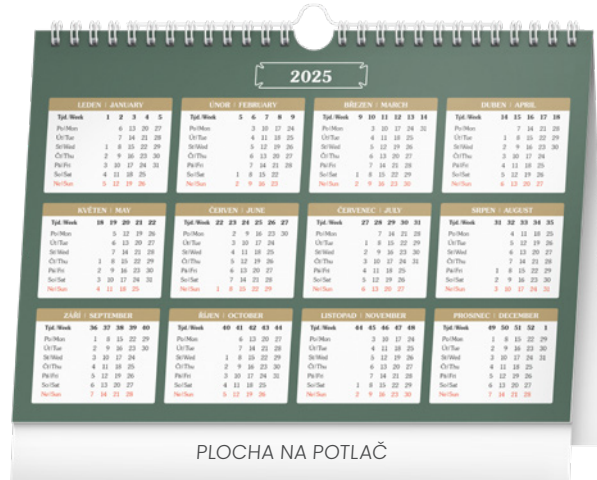 2025
LEDEN | JANUARY
Týd./Week 1 2 3 4 5
Po/Mon 6 13 20 27
Út/Tue 7 14 21 28
St/Wed 1 8 15 22 29
Čt/Thu 2 9 16 23 30
Pá/Fri 3 10 17 24 31
So/Sat 4 11 18 25
Ne/Sun 5 12 19 26
ÚNOR | FEBRUARY
Týd./Week 5 6 7 8 9
Po/Mon 3 10 17 24
Út/Tue 4 11 18 25
St/Wed 5 12 19 26
Čt/Thu 6 13 20 27
Pá/Fri 7 14 21 28
So/Sat 1 8 15 22
Ne/Sun 2 9 16 23
BŘEZEN | MARCH
Týd./Week 9 10 11 12 13 14
Po/Mon 3 10 17 24 31
Út/Tue 4 11 18 25
St/Wed 5 12 19 26
Čt/Thu 6 13 20 27
Pá/Fri 7 14 21 28
So/Sat 1 8 15 22 29
Ne/Sun 2 9 16 23 30
DUBEN | APRIL
Týd./Week 14 15 16 17 18
Po/Mon 7 14 21 28
Út/Tue 1 8 15 22 29
St/Wed 2 9 16 23 30
Čt/Thu 3 10 17 24
Pá/Fri 4 11 18 25
So/Sat 5 12 19 26
Ne/Sun 6 13 20 27
KVĚTEN | MAY
Týd./Week 18 19 20 21 22
Po/Mon 5 12 19 26
Út/Tue 6 13 20 27
St/Wed 7 14 21 28
Čt/Thu 1 8 15 22 29
Pá/Fri 2 9 16 23 30
So/Sat 3 10 17 24 31
Ne/Sun 4 11 18 25
ČERVEN | JUNE
Týd./Week 22 23 24 25 26 27
Po/Mon 2 9 16 23 30
Út/Tue 3 10 17 24
St/Wed 4 11 18 25
Čt/Thu 5 12 19 26
Pá/Fri 6 13 20 27
So/Sat 7 14 21 28
Ne/Sun 1 8 15 22 29
ČERVENEC | JULY
Týd./Week 27 28 29 30 31
Po/Mon 7 14 21 28
Út/Tue 1 8 15 22 29
St/Wed 2 9 16 23 30
Čt/Thu 3 10 17 24 31
Pá/Fri 4 11 18 25
So/Sat 5 12 19 26
Ne/Sun 6 13 20 27
SRPEN | AUGUST
Týd./Week 31 32 33 34 35
Po/Mon 4 11 18 25
Út/Tue 5 12 19 26
St/Wed 6 13 20 27
Čt/Thu 7 14 21 28
Pá/Fri 1 8 15 22 29
So/Sat 2 9 16 23 30
Ne/Sun 3 10 17 24 31
ZÁŘÍ | SEPTEMBER
Týd./Week 36 37 38 39 40
Po/Mon 1 8 15 22 29
Út/Tue 2 9 16 23 30
St/Wed 3 10 17 24
Čt/Thu 4 11 18 25
Pá/Fri 5 12 19 26
So/Sat 6 13 20 27
Ne/Sun 7 14 21 28
ŘÍJEN | OCTOBER
Týd./Week 40 41 42 43 44
Po/Mon 6 13 20 27
Út/Tue 7 14 21 28
St/Wed 1 8 15 22 29
Čt/Thu 2 9 16 23 30
Pá/Fri 3 10 17 24 31
So/Sat 4 11 18 25
Ne/Sun 5 12 19 26
LISTOPAD | NOVEMBER
Týd./Week 44 45 46 47 48
Po/Mon 3 10 17 24
Út/Tue 4 11 18 25
St/Wed 5 12 19 26
Čt/Thu 6 13 20 27
Pá/Fri 7 14 21 28
So/Sat 1 8 15 22 29
Ne/Sun 2 9 16 23 30
PROSINEC | DECEMBER
Týd./Week 49 50 51 52 1
Po/Mon 1 8 15 22 29
Út/Tue 2 9 16 23 30
St/Wed 3 10 17 24 31
Čt/Thu 4 11 18 25
Pá/Fri 5 12 19 26
So/Sat 6 13 20 27
Ne/Sun 7 14 21 28
PLOCHA NA POTLAČ